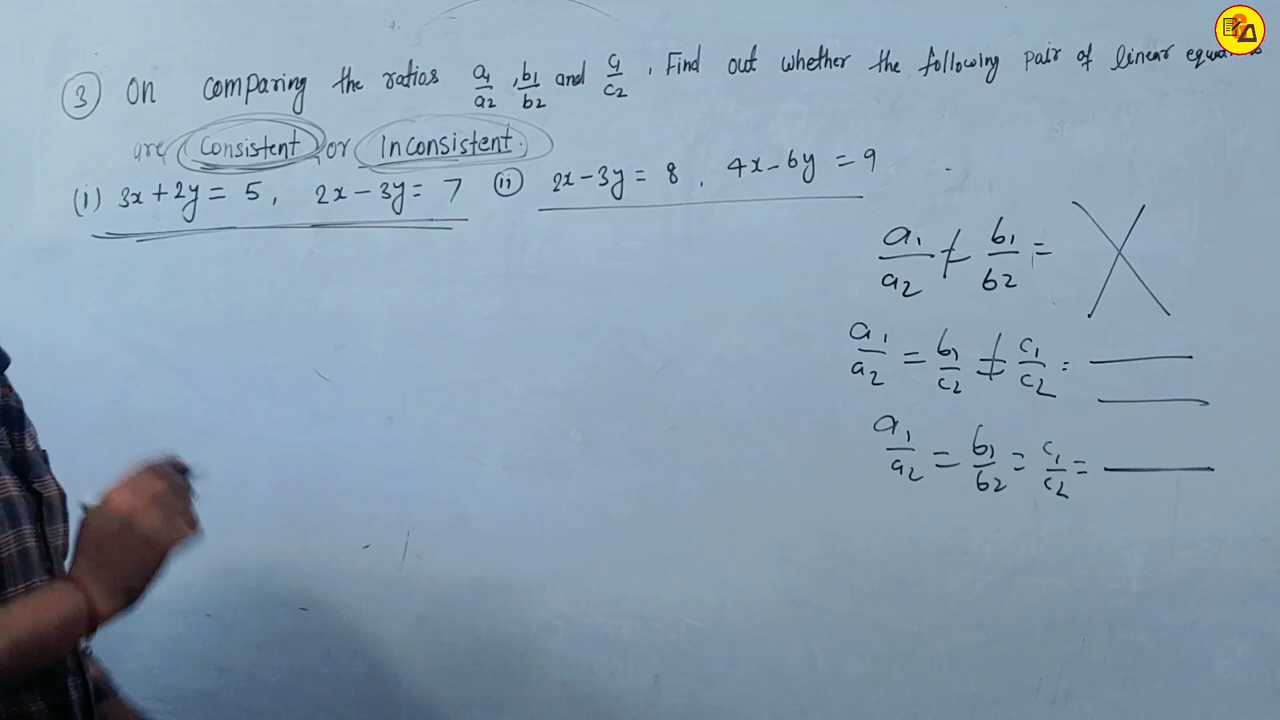 ③ On comparing the ratios a1/a2, b1/b2 and c1/c2. Find out whether the following pair of linear
are Consistent or Inconsistent.
(i) 3x+2y = 5, 2x-3y= 7 (ii) 2x-3y = 8, 4x-6y = 9
a1/a2 ≠ b1/b2 =
a1/a2 = b1/c2 ≠ c1/c2 =
a1/a2 = b1/b2 = c1/c2 =